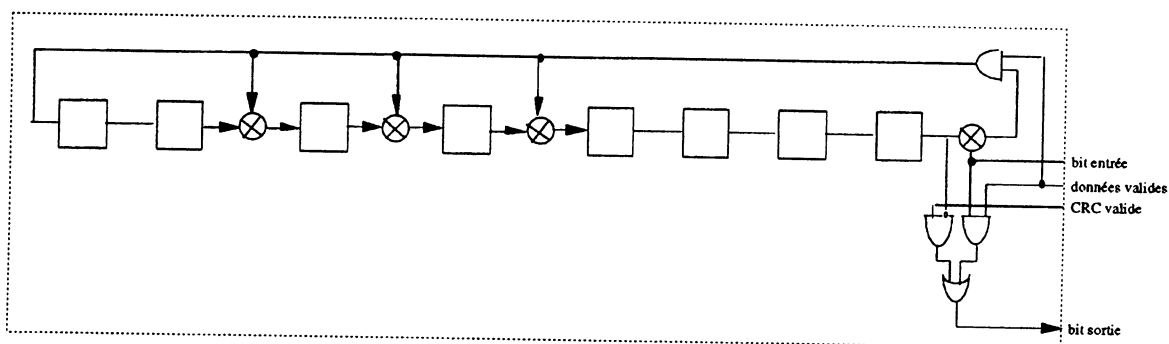 bit entrée
données valides
CRC valide
bit sortie